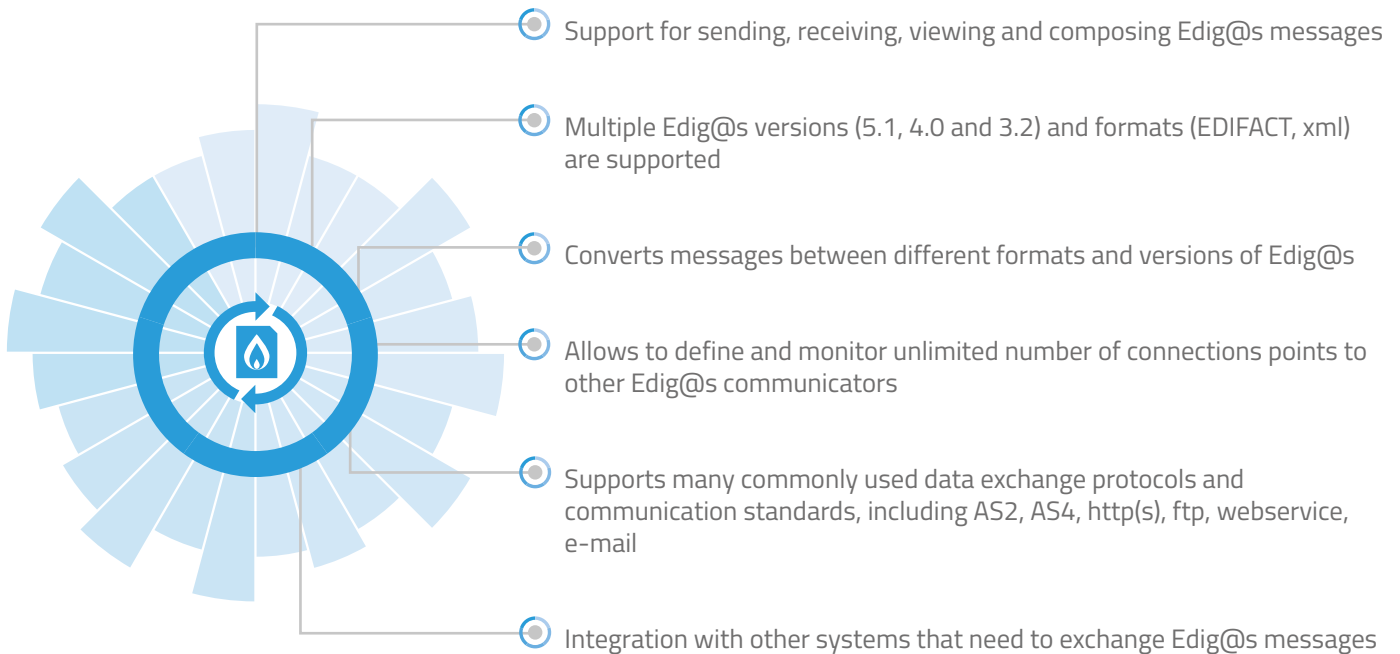 Support for sending, receiving, viewing and composing Edig@s messages
Multiple Edig@s versions (5.1, 4.0 and 3.2) and formats (EDIFACT, xml)
are supported
Converts messages between different formats and versions of Edig@s
Allows to define and monitor unlimited number of connections points to
other Edig@s communicators
Supports many commonly used data exchange protocols and
communication standards, including AS2, AS4, http(s), ftp, webservice,
e-mail
Integration with other systems that need to exchange Edig@s messages